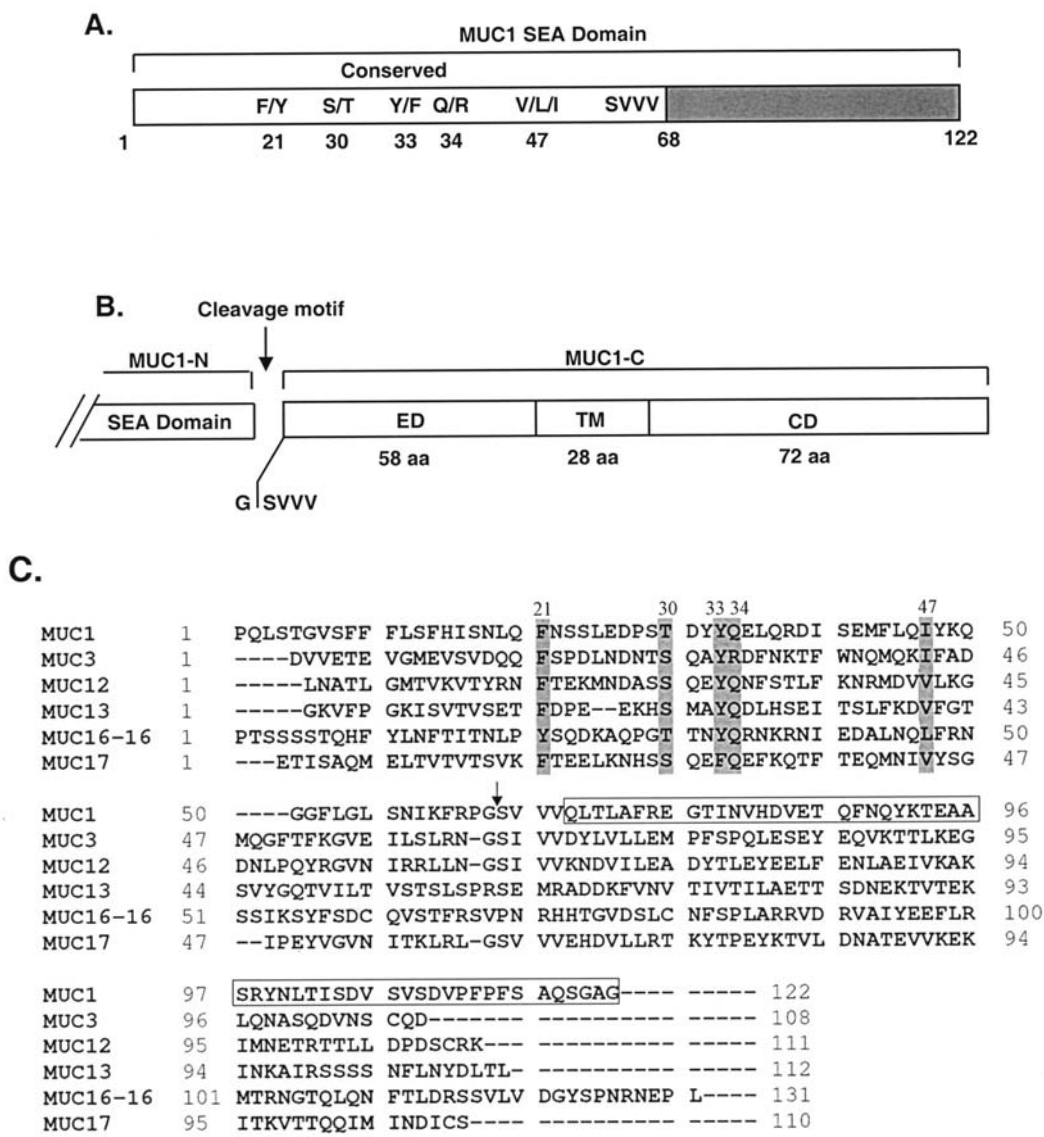 A.
MUC1 SEA Domain
Conserved
F/Y S/T Y/F Q/R V/L/I SVVV
1 21 30 33 34 47 68 122
B.
Cleavage motif
MUC1-N MUC1-C
SEA Domain ED TM CD
58 aa 28 aa 72 aa
G SVVV
C.
21 30 33 34 47
MUC1 1 PQLSTGVSFF FLSFHISNLQ FNSSLEDPST DYYQELQRDI SEMFLQIYKQ 50
MUC3 1 ----DVVETE VGMEVSVDQQ FSPDLNDNTS QAYRDFNKTF WNQMQKIFAD 46
MUC12 1 -----LNATL GMTVKVTYRN FTEKMNDASS QEYQNFSTLF KNRMDVVLKG 45
MUC13 1 -----GKVFP GKISVTVSET FDPE--EKHS MAYQDLHSEI TSLFKDVFGT 43
MUC16-16 1 PTSSSSTQHF YLNFTITNLP YSQDKAQPGT TNYQRNKRNI EDALNQLFRN 50
MUC17 1 ---ETISAQM ELTVTVTSVK FTEELKNHSS QEFQEFKQTF TEQMNIVYSG 47
MUC1 50 ----GGFLGL SNIKFRPGSV VVQLTLAFRE GTINVHDVET QFNQYKTEAA 96
MUC3 47 MQGFTFKGVE ILSLRN-GSI VVDYLVLLEM PFSPQLESEY EQVKTTLKEG 95
MUC12 46 DNLPQYRGVN IRRLLN-GSI VVKNDVILEA DYTLEYEELF ENLAEIVKAK 94
MUC13 44 SVYGQTVILT VSTSLSPRSE MRADDKFVNV TIVTILAETT SDNEKTVTEK 93
MUC16-16 51 SSIKSYFSDC QVSTFRSVPN RHHTGVDSLC NFSPLARRVD RVAIYEEFLR 100
MUC17 47 --IPEYVGVN ITKLRL-GSV VVEHDVLLRT KYTPEYKTVL DNATEVVKEK 94
MUC1 97 SRYNLTISDV SVSDVPFPFS AQSGAG---- ----- 122
MUC3 96 LQNASQDVNS CQD------- ---------- ----- 108
MUC12 95 IMNETRTTLL DPDSCRK--- ---------- ----- 111
MUC13 94 INKAIRSSSS NFLNYDLTL- ---------- ----- 112
MUC16-16 101 MTRNGTQLQN FTLDRSSVLV DGYSPNRNEP L---- 131
MUC17 95 ITKVTTQQIM INDICS---- ---------- ----- 110